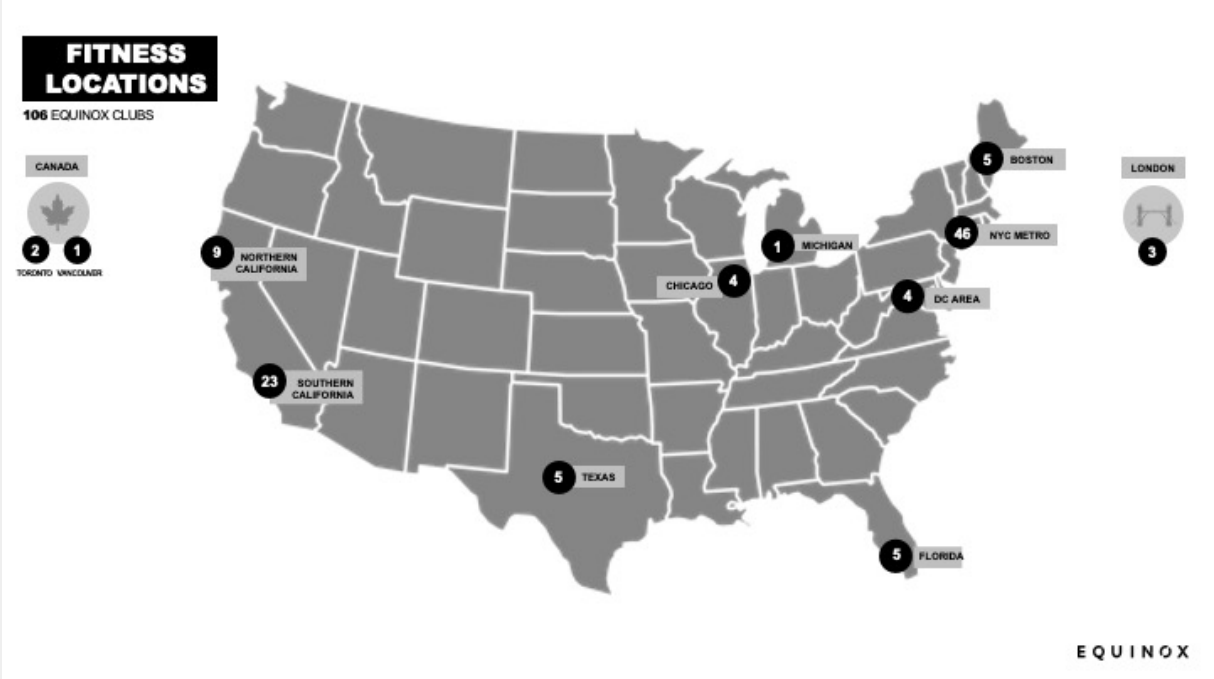 FITNESS
LOCATIONS
106 EQUINOX CLUBS
CANADA
2 1
TORONTO VANCOUVER
9 NORTHERN
CALIFORNIA
23 SOUTHERN
CALIFORNIA
5 TEXAS
CHICAGO 4
1 MICHIGAN
5 BOSTON
46 NYC METRO
4 DC AREA
5 FLORIDA
LONDON
3
EQUINOX